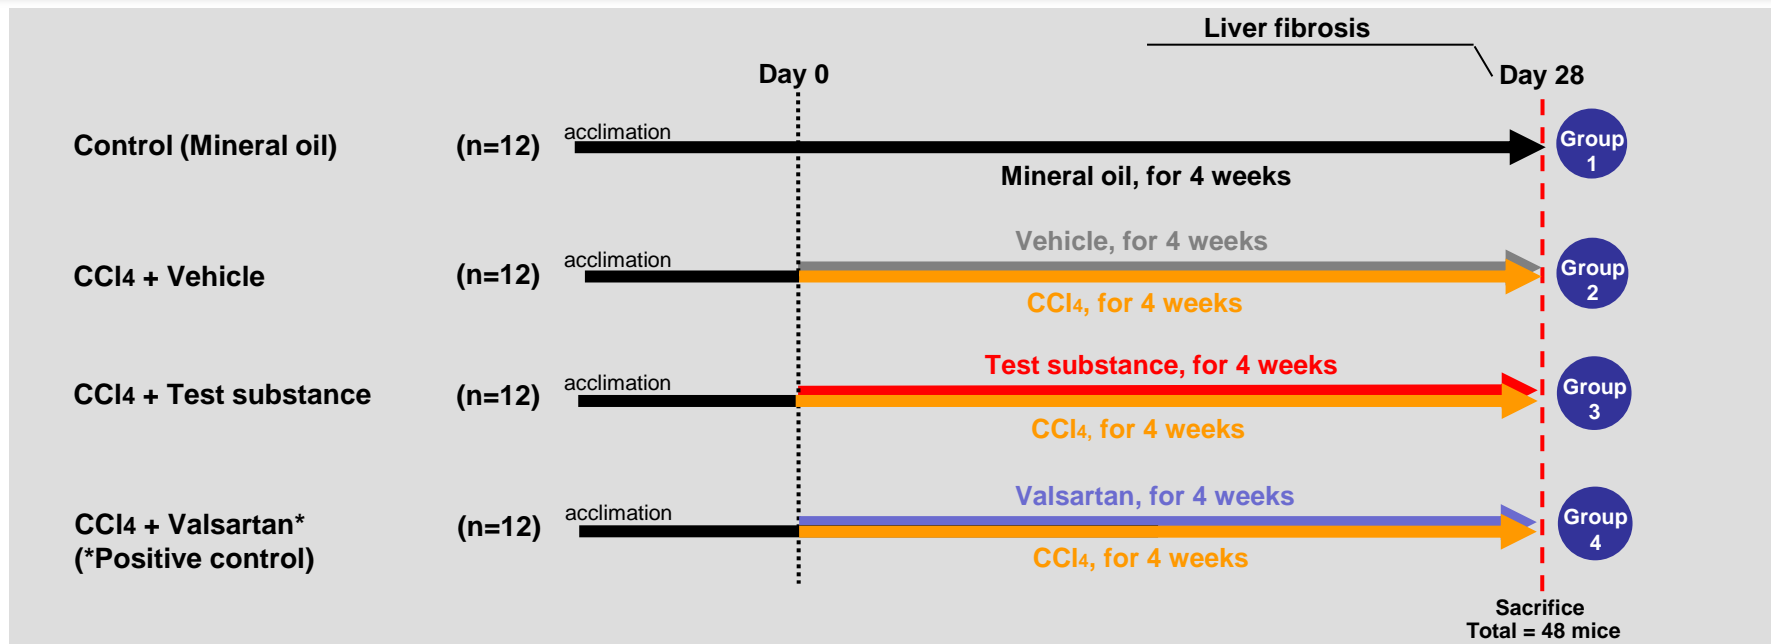 Liver fibrosis
Day 0
Day 28
Control (Mineral oil)
(n=12)
acclimation
Mineral oil, for 4 weeks
Group
1
CCl4 + Vehicle
(n=12)
acclimation
Vehicle, for 4 weeks
CCl4, for 4 weeks
Group
2
CCl4 + Test substance
(n=12)
acclimation
Test substance, for 4 weeks
CCl4, for 4 weeks
Group
3
CCl4 + Valsartan*
(*Positive control)
(n=12)
acclimation
Valsartan, for 4 weeks
CCl4, for 4 weeks
Group
4
Sacrifice
Total = 48 mice